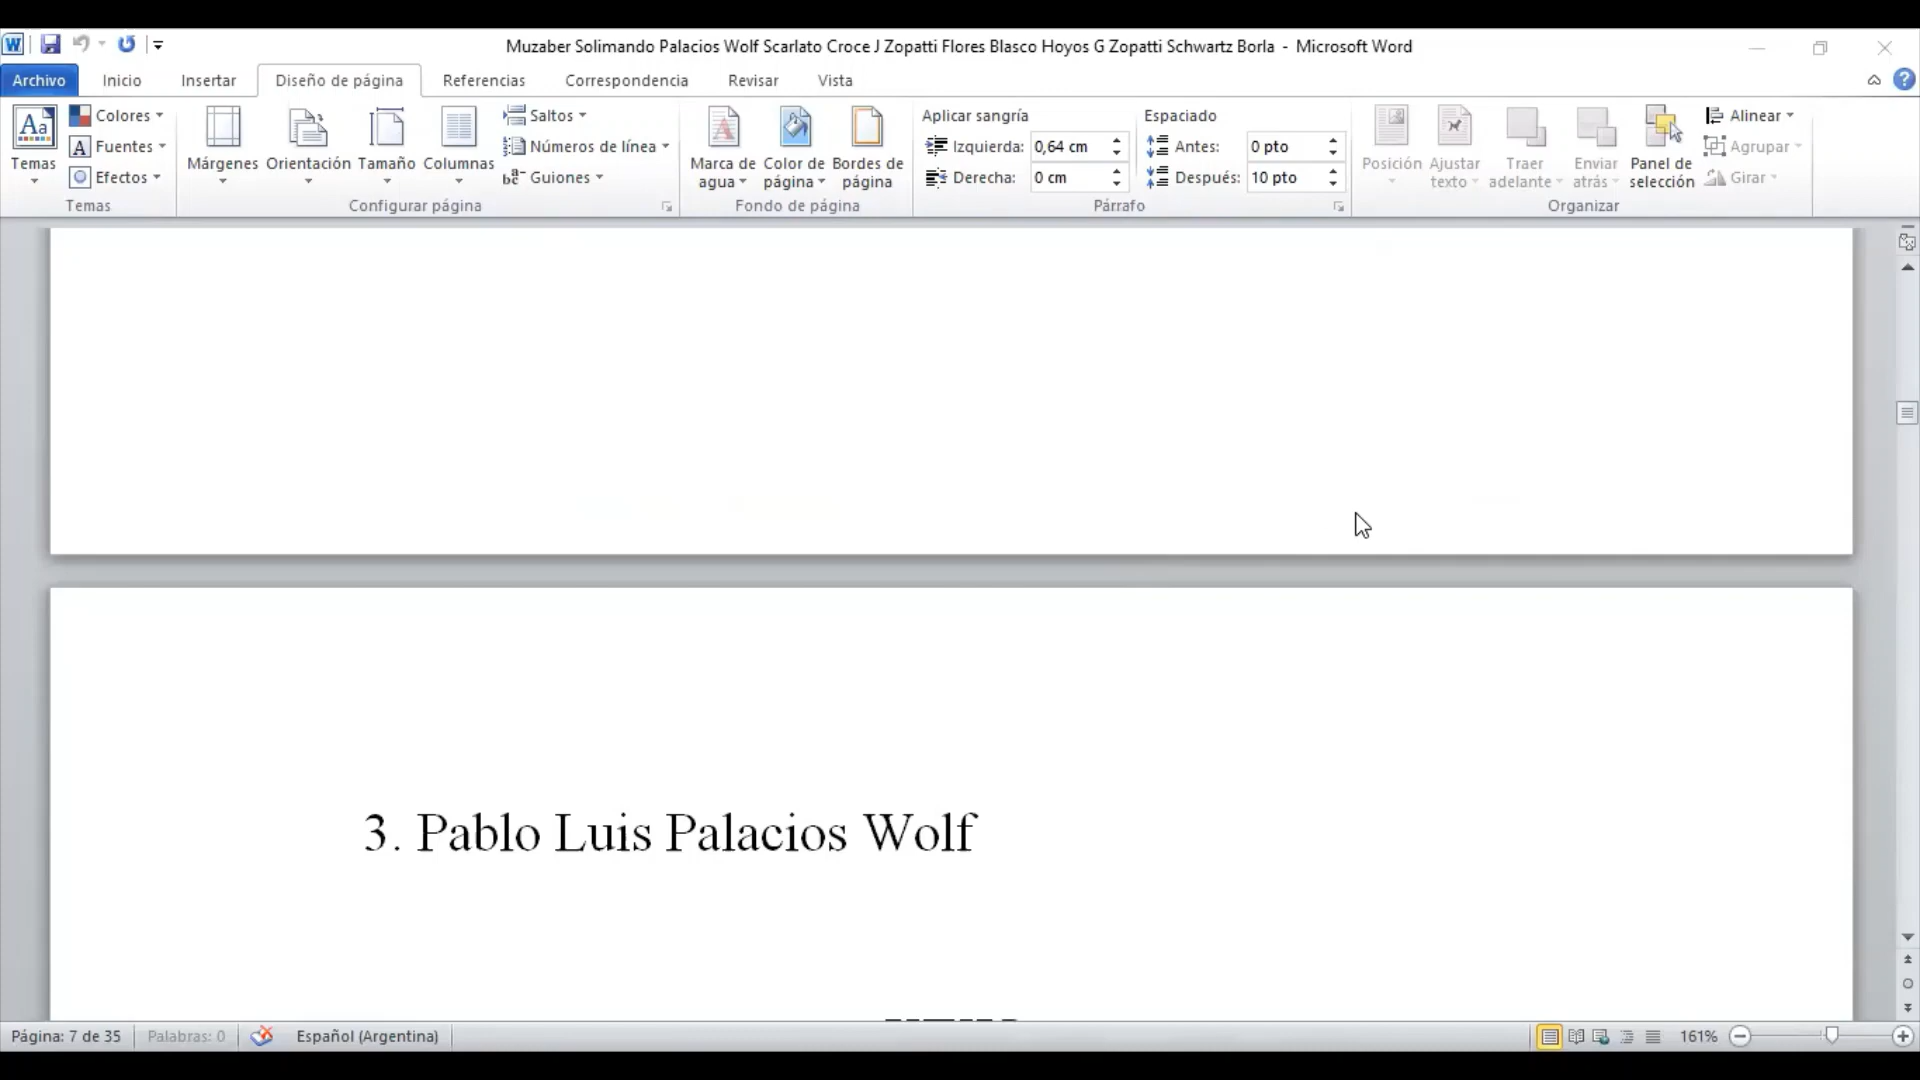 Muzaber Solimando Palacios Wolf Scarlato Croce J Zopatti Flores Blasco Hoyos G Zopatti Schwartz Borla - Microsoft Word
Archivo Inicio Insertar Diseño de página Referencias Correspondencia Revisar Vista
Aa Temas
Colores
Fuentes
Efectos
Temas
Márgenes Orientación Tamaño Columnas
Saltos
Números de línea
Guiones
Configurar página
Marca de agua
Color de página
Bordes de página
Fondo de página
Aplicar sangría
Izquierda: 0,64 cm
Derecha: 0 cm
Espaciado
Antes: 0 pto
Después: 10 pto
Párrafo
Posición
Ajustar texto
Traer adelante
Enviar atrás
Panel de selección
Alinear
Agrupar
Girar
Organizar
3. Pablo Luis Palacios Wolf
Página: 7 de 35 Palabras: 0 Español (Argentina) 161%